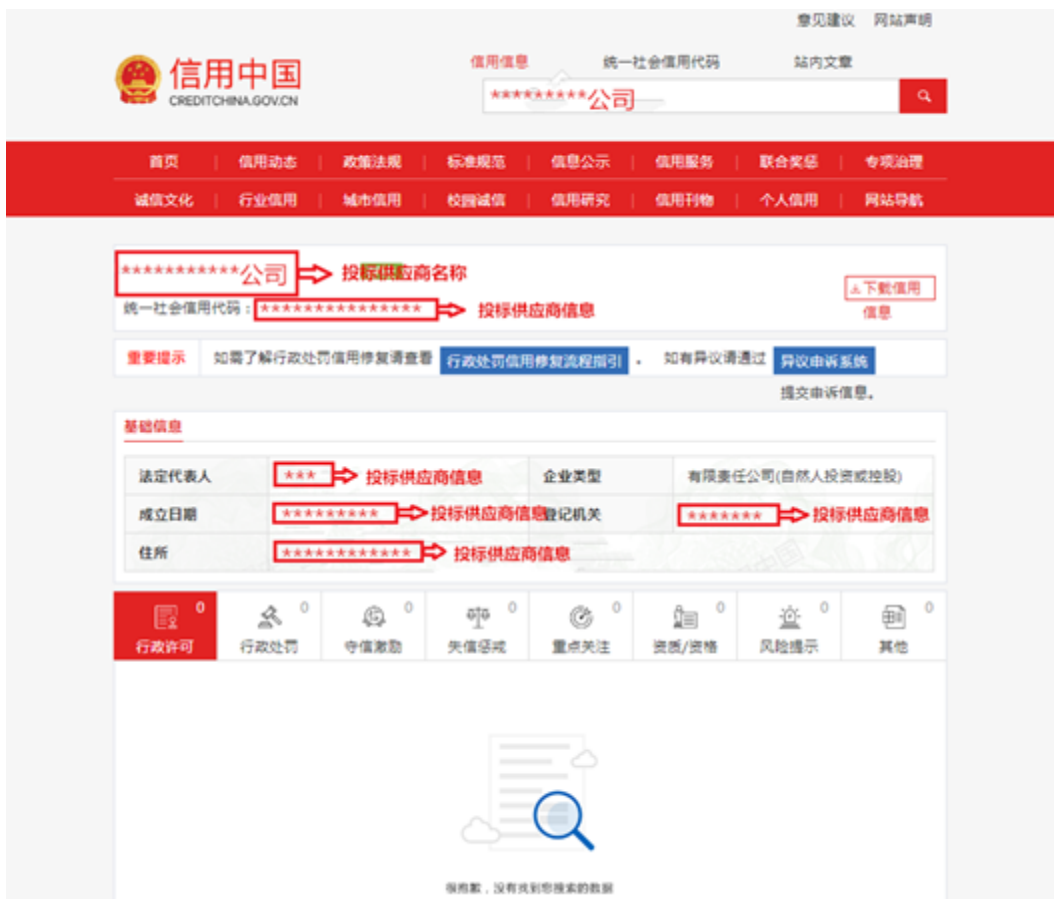 意见建议 网站声明
信用中国
CREDITCHINA.GOV.CN
信用信息 统一社会信用代码 站内文章
*********公司
首页 信用动态 政策法规 标准规范 信息公示 信用服务 联合奖惩 专项治理
诚信文化 行业信用 城市信用 校园诚信 信用研究 信用刊物 个人信用 网站导航
***********公司 投标供应商名称
统一社会信用代码：*************** 投标供应商信息
下载信用
信息
重要提示 如需了解行政处罚信用修复请查看 行政处罚信用修复流程指引 。 如有异议请通过 异议申诉系统
提交申诉信息。
基础信息
法定代表人 *** 投标供应商信息 企业类型 有限责任公司(自然人投资或控股)
成立日期 ********* 投标供应商信息 登记机关 ******* 投标供应商信息
住所 ************ 投标供应商信息
0 0 0 0 0 0 0 0
行政许可 行政处罚 守信激励 失信惩戒 重点关注 资质/资格 风险提示 其他
很抱歉，没有找到您搜索的数据